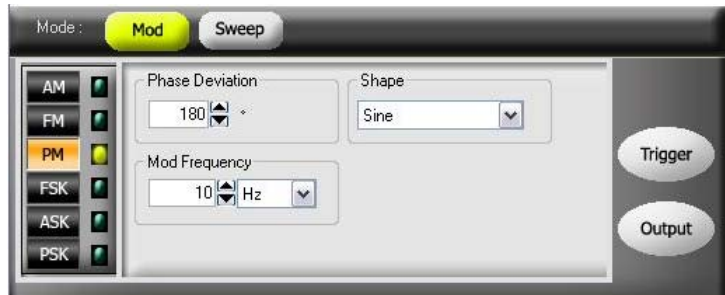 Mode :
Mod
Sweep
AM
FM
PM
FSK
ASK
PSK
Phase Deviation
180 °
Shape
Sine
Mod Frequency
10 Hz
Trigger
Output